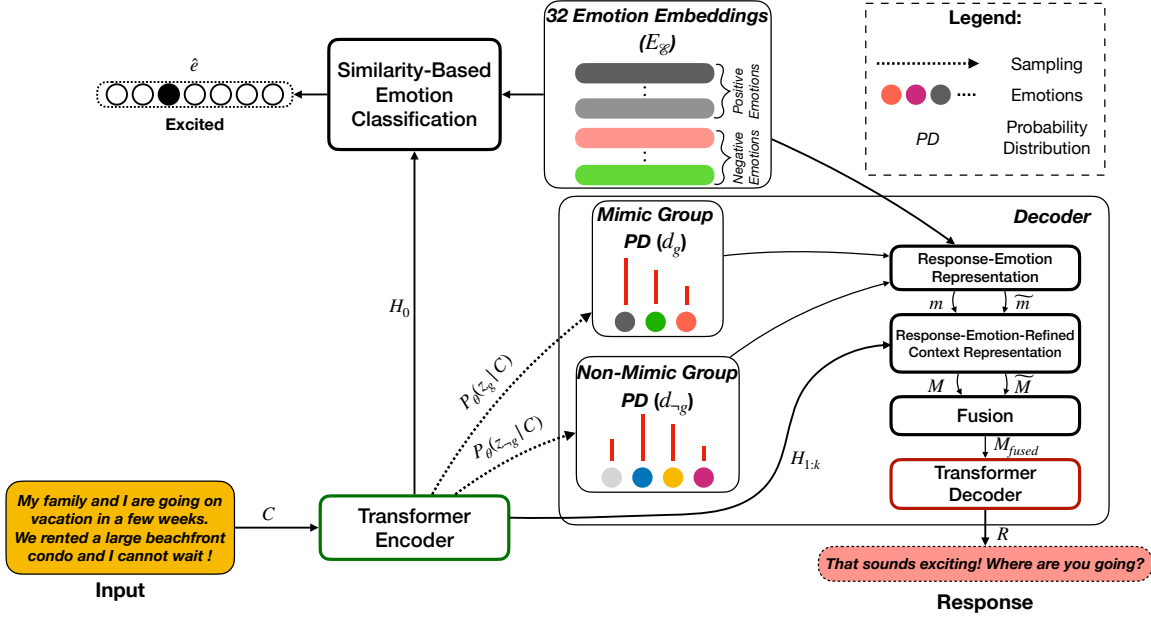 32 Emotion Embeddings
(E_ℰ)
Positive
Emotions
Negative
Emotions
Legend:
Sampling
Emotions
PD
Probability
Distribution
ê
Excited
Similarity-Based
Emotion
Classification
Decoder
Mimic Group
PD (d_g)
Response-Emotion
Representation
m
m̃
H_0
Response-Emotion-Refined
Context Representation
P_θ(z_g | C)
Non-Mimic Group
PD (d_¬g)
M
M̃
Fusion
P_θ(z_¬g | C)
H_{1:k}
M_fused
Transformer
Decoder
My family and I are going on
vacation in a few weeks.
We rented a large beachfront
condo and I cannot wait !
C
Transformer
Encoder
R
Input
That sounds exciting! Where are you going?
Response